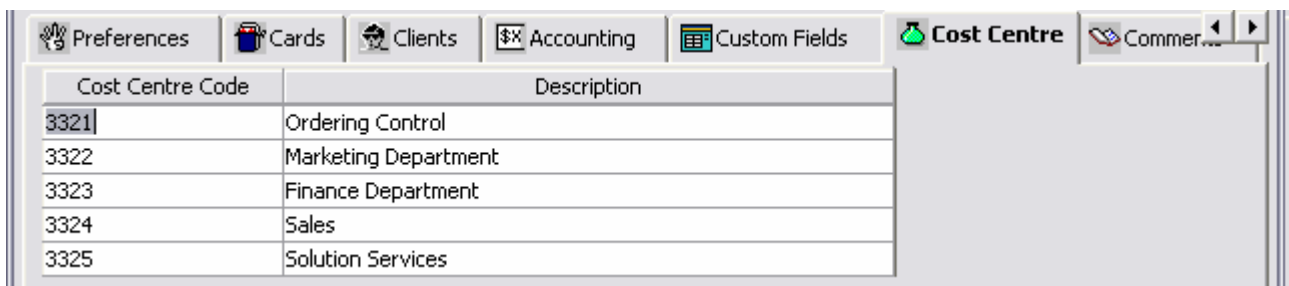 Preferences Cards Clients Accounting Custom Fields Cost Centre
Cost Centre Code Description
3321 Ordering Control
3322 Marketing Department
3323 Finance Department
3324 Sales
3325 Solution Services